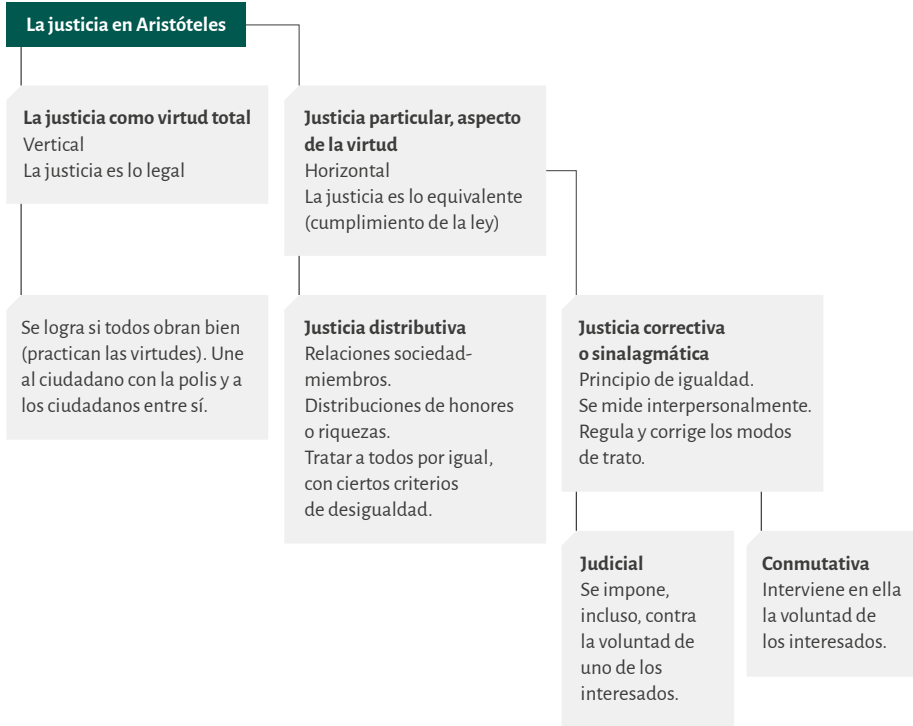 La justicia en Aristóteles
La justicia como virtud total
Vertical
La justicia es lo legal
Justicia particular, aspecto
de la virtud
Horizontal
La justicia es lo equivalente
(cumplimiento de la ley)
Se logra si todos obran bien
(practican las virtudes). Une
al ciudadano con la polis y a
los ciudadanos entre sí.
Justicia distributiva
Relaciones sociedad-
miembros.
Distribuciones de honores
o riquezas.
Tratar a todos por igual,
con ciertos criterios
de desigualdad.
Justicia correctiva
o sinalagmática
Principio de igualdad.
Se mide interpersonalmente.
Regula y corrige los modos
de trato.
Judicial
Se impone,
incluso, contra
la voluntad de
uno de los
interesados.
Conmutativa
Interviene en ella
la voluntad de
los interesados.